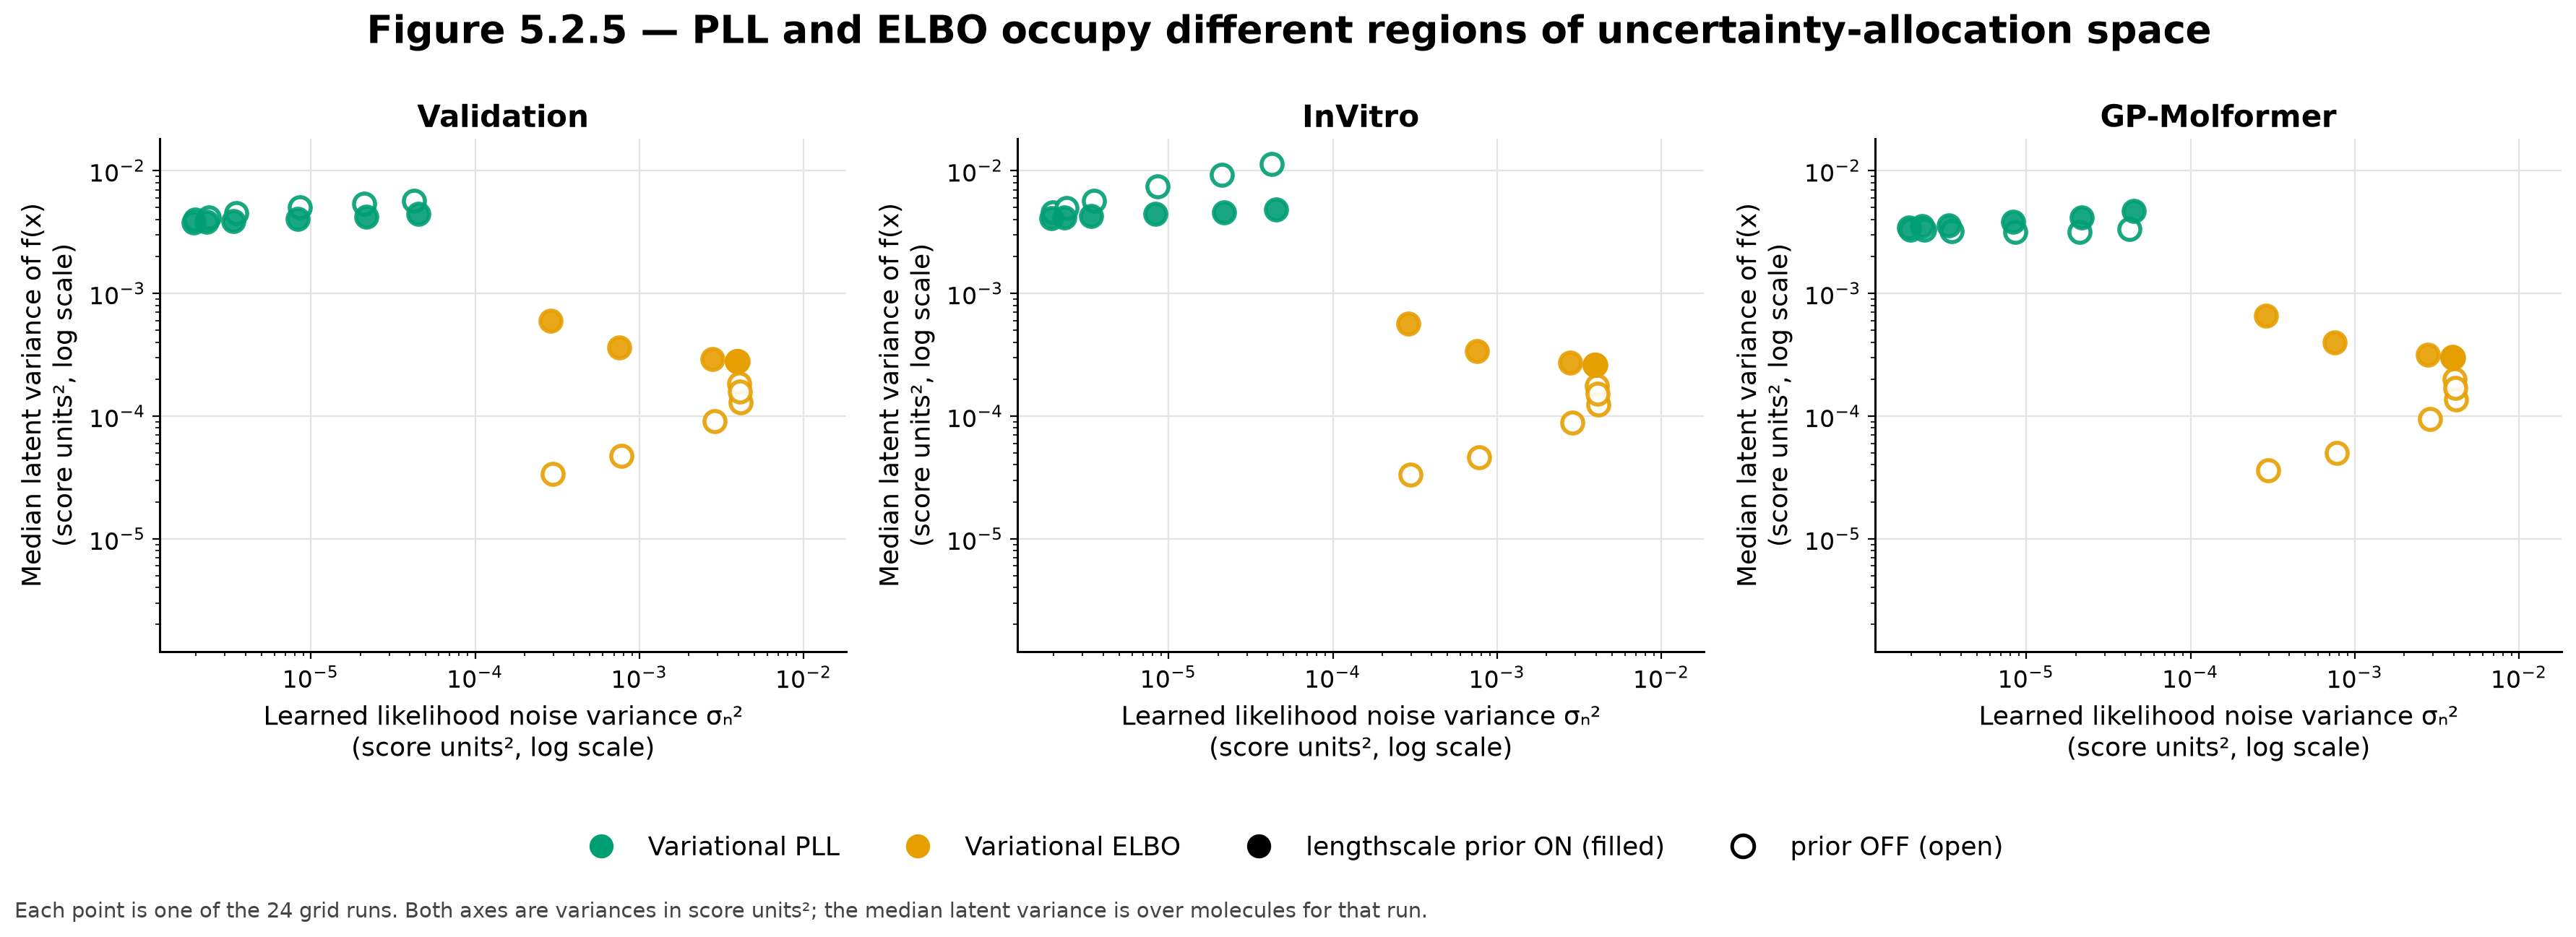 Figure 5.2.5 — PLL and ELBO occupy different regions of uncertainty-allocation space
Validation
Median latent variance of f(x)
(score units², log scale)
10⁻²
10⁻³
10⁻⁴
10⁻⁵
10⁻⁵ 10⁻⁴ 10⁻³ 10⁻²
Learned likelihood noise variance σₙ²
(score units², log scale)
InVitro
Median latent variance of f(x)
(score units², log scale)
10⁻²
10⁻³
10⁻⁴
10⁻⁵
10⁻⁵ 10⁻⁴ 10⁻³ 10⁻²
Learned likelihood noise variance σₙ²
(score units², log scale)
GP-Molformer
Median latent variance of f(x)
(score units², log scale)
10⁻²
10⁻³
10⁻⁴
10⁻⁵
10⁻⁵ 10⁻⁴ 10⁻³ 10⁻²
Learned likelihood noise variance σₙ²
(score units², log scale)
Variational PLL Variational ELBO lengthscale prior ON (filled) prior OFF (open)
Each point is one of the 24 grid runs. Both axes are variances in score units²; the median latent variance is over molecules for that run.